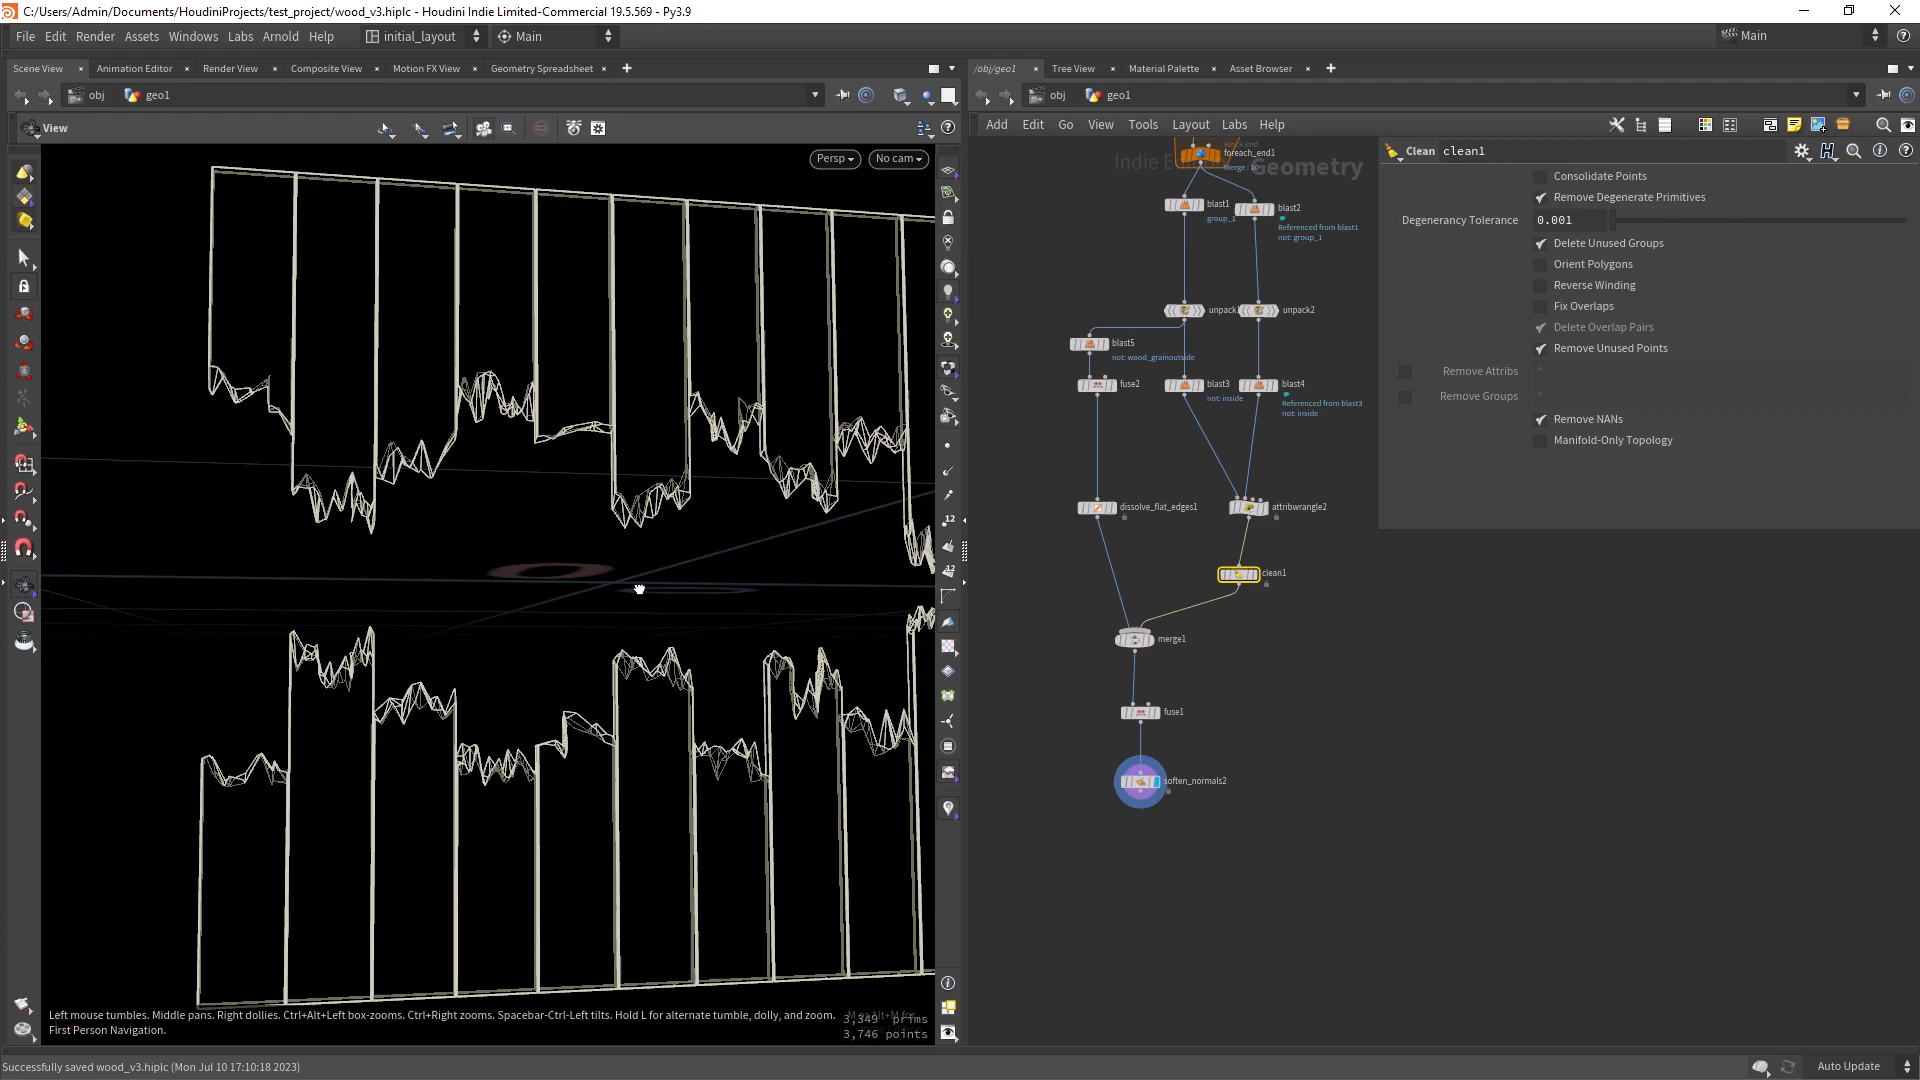 C:/Users/Admin/Documents/HoudiniProjects/test_project/wood_v3.hiplc - Houdini Indie Limited-Commercial 19.5.569 - Py3.9
File Edit Render Assets Windows Labs Arnold Help initial_layout Main Main
Scene View Animation Editor Render View Composite View Motion FX View Geometry Spreadsheet
/obj/geo1 Tree View Material Palette Asset Browser
obj geo1
obj geo1
View
Add Edit Go View Tools Layout Labs Help
Persp No cam
Indie Geometry
Block End
foreach_end1
Merge : 10
blast1
group_1
blast2
Referenced from blast1
not: group_1
unpack1
unpack2
blast5
not: wood_grainoutside
fuse2
blast3
not: inside
blast4
Referenced from blast3
not: inside
dissolve_flat_edges1
attribwrangle2
clean1
merge1
fuse1
soften_normals2
Clean clean1
Consolidate Points
Remove Degenerate Primitives
Degenerancy Tolerance 0.001
Delete Unused Groups
Orient Polygons
Reverse Winding
Fix Overlaps
Delete Overlap Pairs
Remove Unused Points
Remove Attribs *
Remove Groups *
Remove NANs
Manifold-Only Topology
12
12
Left mouse tumbles. Middle pans. Right dollies. Ctrl+Alt+Left box-zooms. Ctrl+Right zooms. Spacebar-Ctrl-Left tilts. Hold L for alternate tumble, dolly, and zoom.
First Person Navigation.
3,349 prims
3,746 points
Successfully saved wood_v3.hiplc (Mon Jul 10 17:10:18 2023)
Auto Update